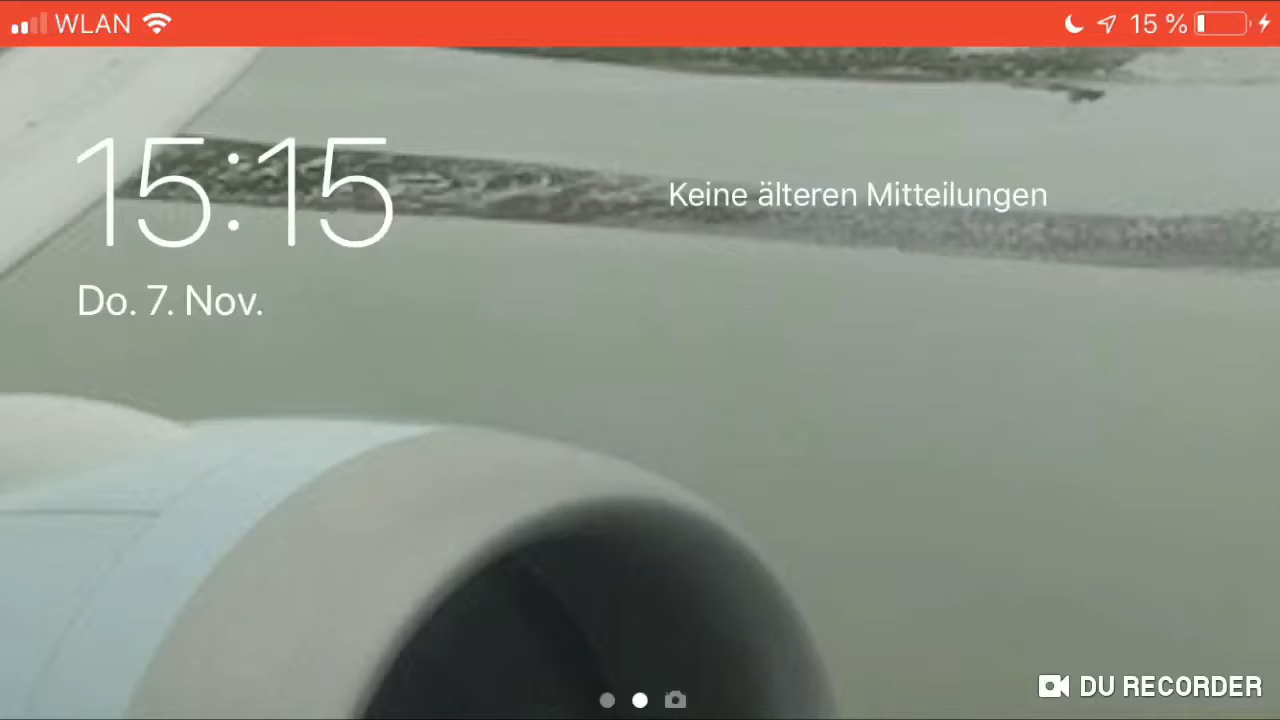 WLAN 15 %
15:15
Keine älteren Mitteilungen
Do. 7. Nov.
DU RECORDER